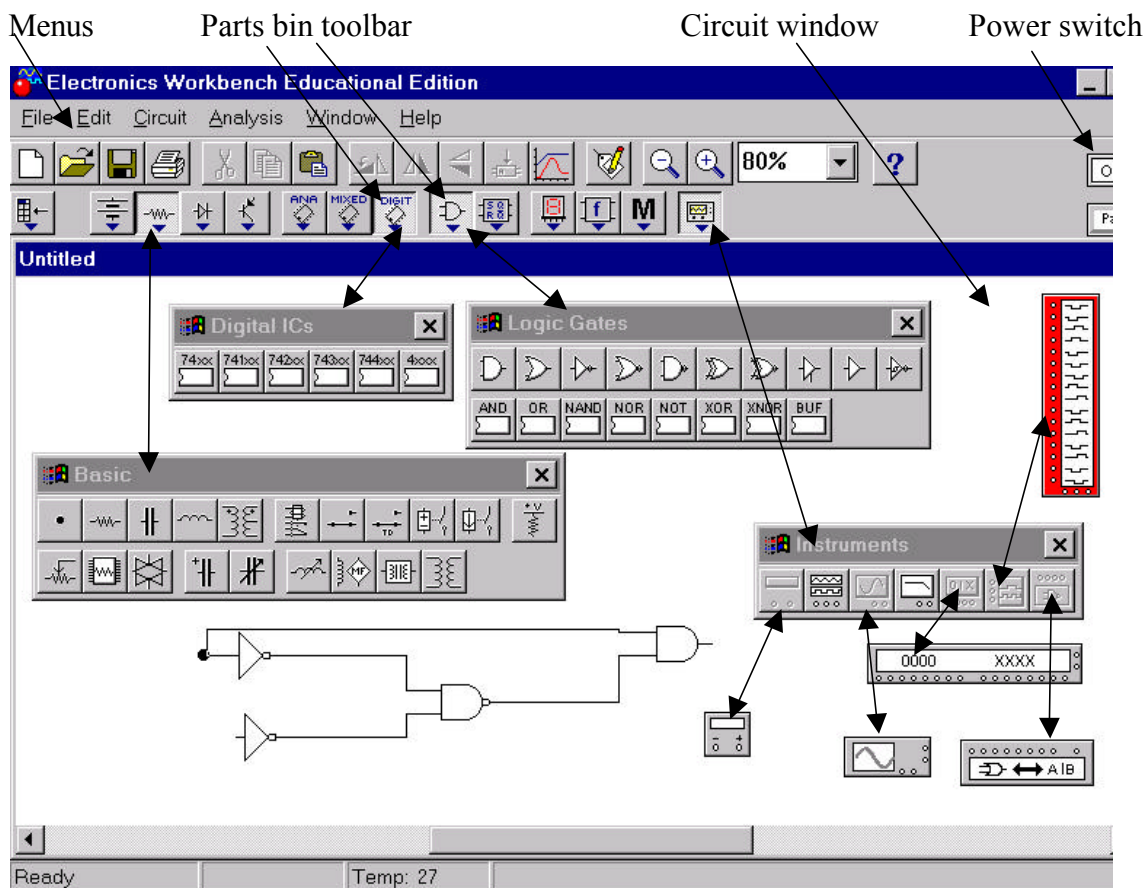 Menus Parts bin toolbar Circuit window Power switch
Electronics Workbench Educational Edition
File Edit Circuit Analysis Window Help
80% ?
ANA MIXED DIGIT f M
Untitled
Digital ICs
74xx 741xx 742xx 743xx 744xx 4xxx
Logic Gates
AND OR NAND NOR NOT XOR XNOR BUF
Basic
+V
TD
MF
Instruments
0000 XXXX
A|B
Ready Temp: 27